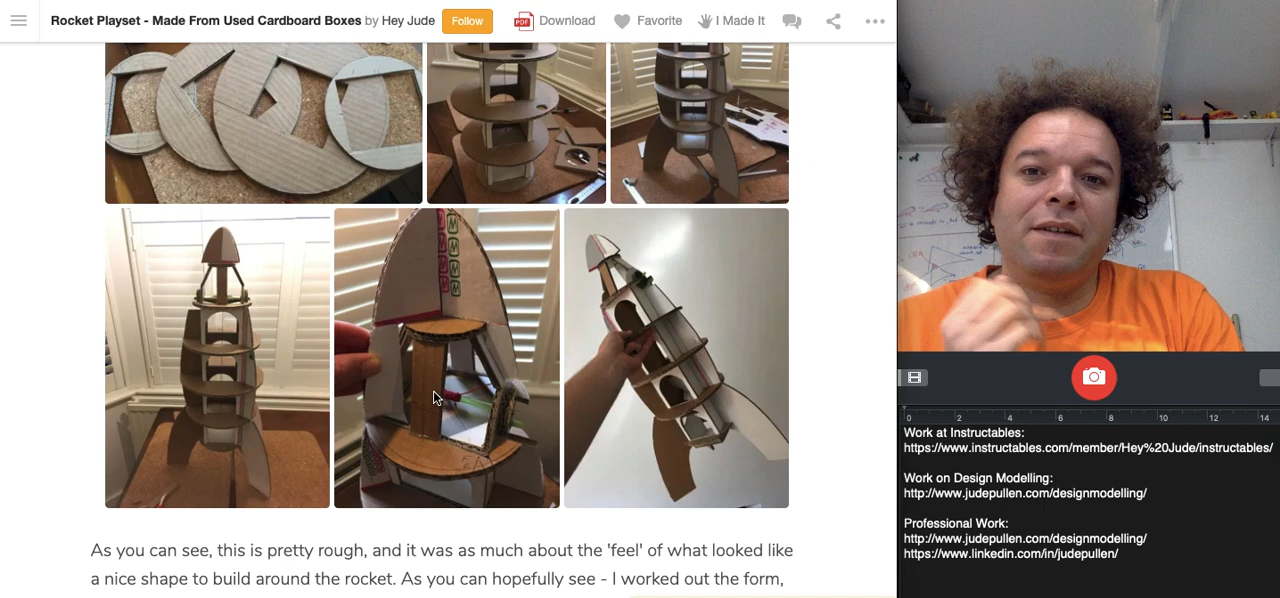 Rocket Playset - Made From Used Cardboard Boxes by Hey Jude Follow PDF Download Favorite I Made It
As you can see, this is pretty rough, and it was as much about the 'feel' of what looked like
a nice shape to build around the rocket. As you can hopefully see - I worked out the form,
0 2 4 6 8 10 12 14
Work at Instructables:
https://www.instructables.com/member/Hey%20Jude/instructables/
Work on Design Modelling:
http://www.judepullen.com/designmodelling/
Professional Work:
http://www.judepullen.com/designmodelling/
https://www.linkedin.com/in/judepullen/